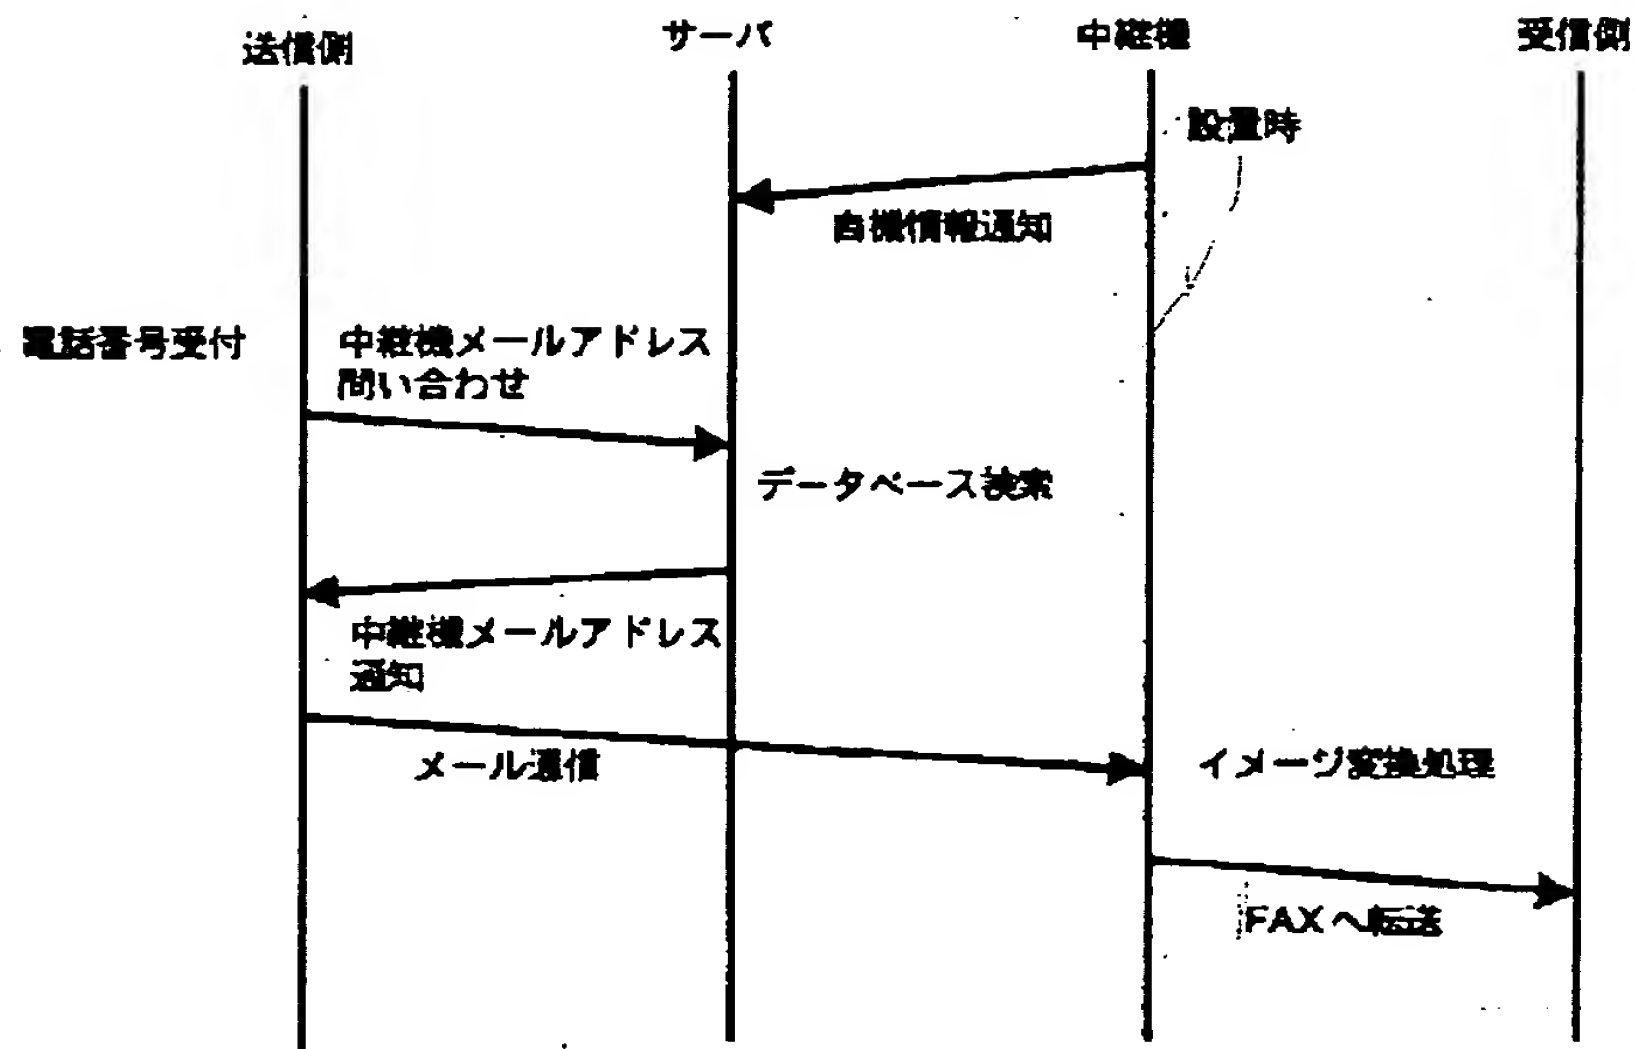 送信側
サーバ
中継機
受信側
設置時
自機情報通知
電話番号受付
中継機メールアドレス
問い合わせ
データベース検索
中継機メールアドレス
通知
メール通信
イメージ変換処理
FAXへ転送